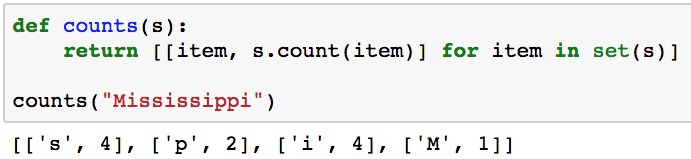 def counts(s):
    return [[item, s.count(item)] for item in set(s)]

counts("Mississippi")
[['s', 4], ['p', 2], ['i', 4], ['M', 1]]